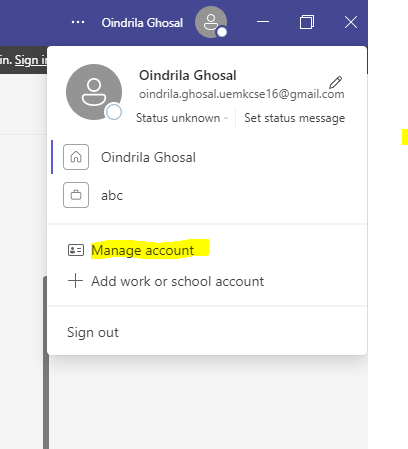 ··· Oindrila Ghosal
in. Sign i
Oindrila Ghosal
oindrila.ghosal.uemkcse16@gmail.com
Status unknown Set status message
Oindrila Ghosal
abc
Manage account
Add work or school account
Sign out